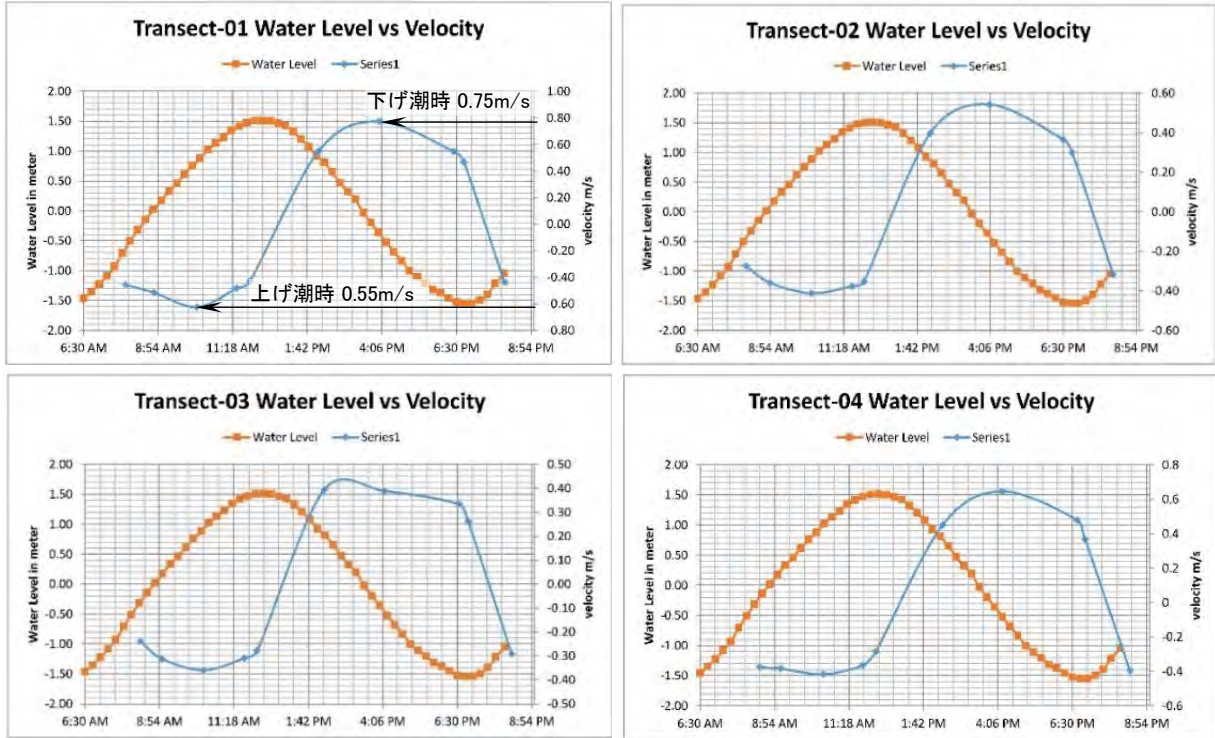 Transect-01 Water Level vs Velocity
Water Level
Series1
下げ潮時 0.75m/s
上げ潮時 0.55m/s
Water Level in meter
2.00
1.50
1.00
0.50
0.00
-0.50
-1.00
-1.50
-2.00
1.00
0.80
0.60
0.40
0.20
0.00
-0.20
-0.40
-0.60
-0.80
velocity m/s
6:30 AM 8:54 AM 11:18 AM 1:42 PM 4:06 PM 6:30 PM 8:54 PM
Transect-02 Water Level vs Velocity
Water Level
Series1
Water Level in meter
2.00
1.50
1.00
0.50
0.00
-0.50
-1.00
-1.50
-2.00
0.60
0.40
0.20
0.00
-0.20
-0.40
-0.60
velocity m/s
6:30 AM 8:54 AM 11:18 AM 1:42 PM 4:06 PM 6:30 PM 8:54 PM
Transect-03 Water Level vs Velocity
Water Level
Series1
Water Level in meter
2.00
1.50
1.00
0.50
0.00
-0.50
-1.00
-1.50
-2.00
0.50
0.40
0.30
0.20
0.10
0.00
-0.10
-0.20
-0.30
-0.40
-0.50
velocity m/s
6:30 AM 8:54 AM 11:18 AM 1:42 PM 4:06 PM 6:30 PM 8:54 PM
Transect-04 Water Level vs Velocity
Water Level
Series1
Water Level in meter
2.00
1.50
1.00
0.50
0.00
-0.50
-1.00
-1.50
-2.00
0.8
0.6
0.4
0.2
0
-0.2
-0.4
-0.6
velocity m/s
6:30 AM 8:54 AM 11:18 AM 1:42 PM 4:06 PM 6:30 PM 8:54 PM